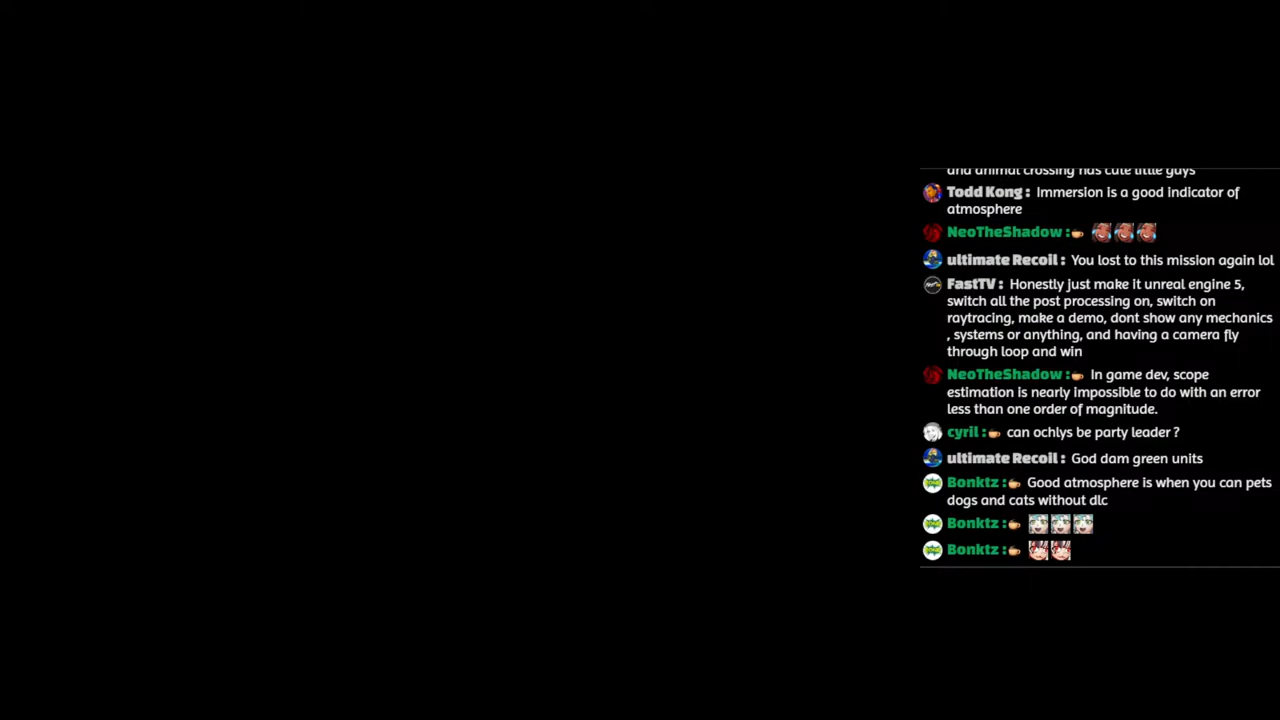 and animal crossing has cute little guys
Todd Kong : Immersion is a good indicator of
atmosphere
NeoTheShadow :
ultimate Recoil : You lost to this mission again lol
FastTV : Honestly just make it unreal engine 5,
switch all the post processing on, switch on
raytracing, make a demo, dont show any mechanics
, systems or anything, and having a camera fly
through loop and win
NeoTheShadow : In game dev, scope
estimation is nearly impossible to do with an error
less than one order of magnitude.
cyril : can ochlys be party leader ?
ultimate Recoil : God dam green units
Bonktz : Good atmosphere is when you can pets
dogs and cats without dlc
Bonktz :
Bonktz :